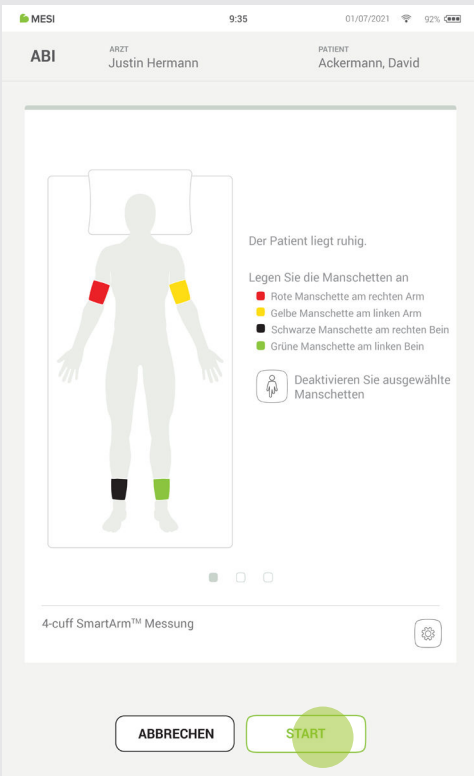 MESI 9:35 01/07/2021 92%
ABI
ARZT
Justin Hermann
PATIENT
Ackermann, David
Der Patient liegt ruhig.
Legen Sie die Manschetten an
Rote Manschette am rechten Arm
Gelbe Manschette am linken Arm
Schwarze Manschette am rechten Bein
Grüne Manschette am linken Bein
Deaktivieren Sie ausgewählte
Manschetten
4-cuff SmartArm™ Messung
ABBRECHEN
START